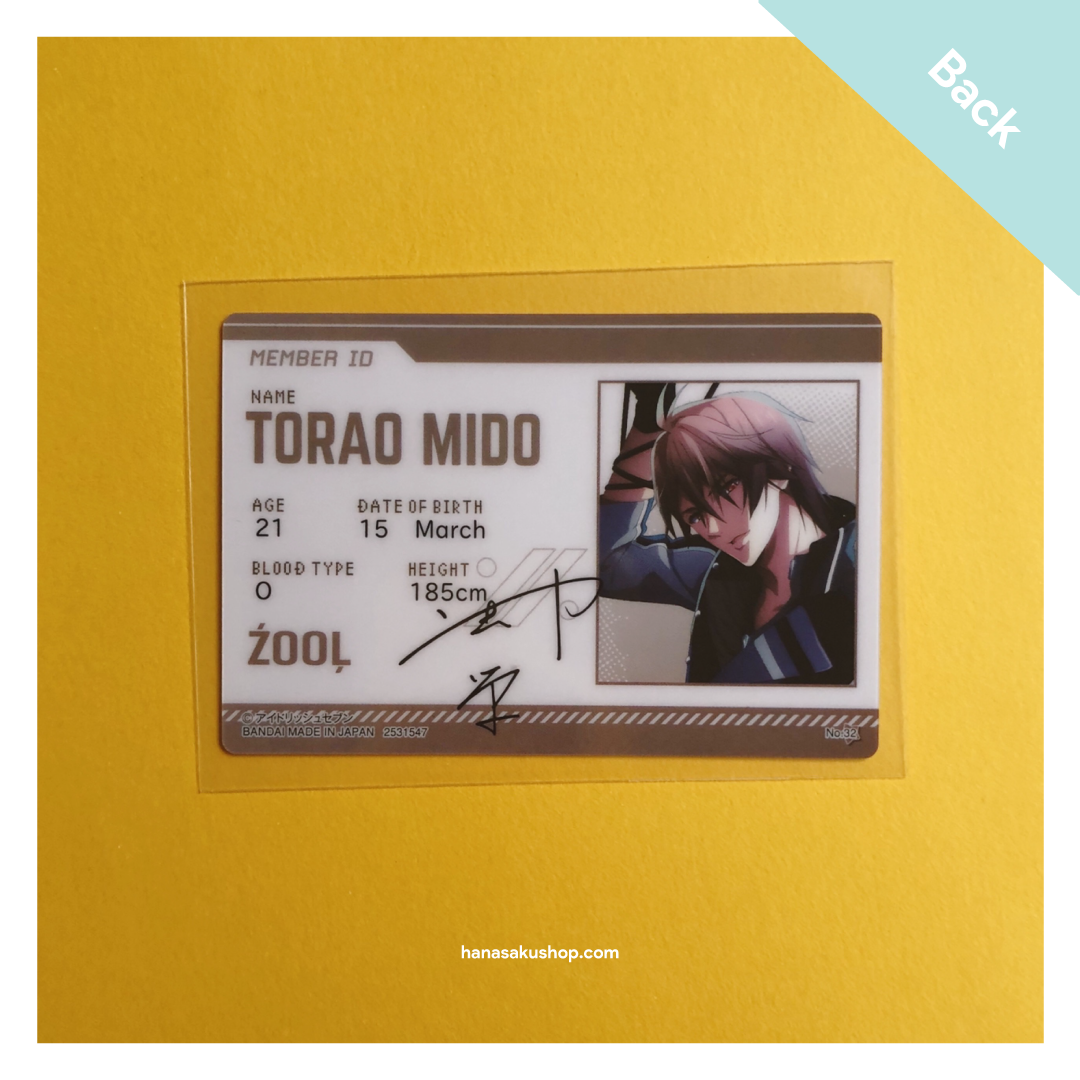 Back
MEMBER ID
NAME
TORAO MIDO
AGE
DATE OF BIRTH
21
15 March
BLOOD TYPE
HEIGHT
O
185cm
ŹOOĻ
©アイドリッシュセブン
BANDAI MADE IN JAPAN 2531547
No.32
hanasakushop.com